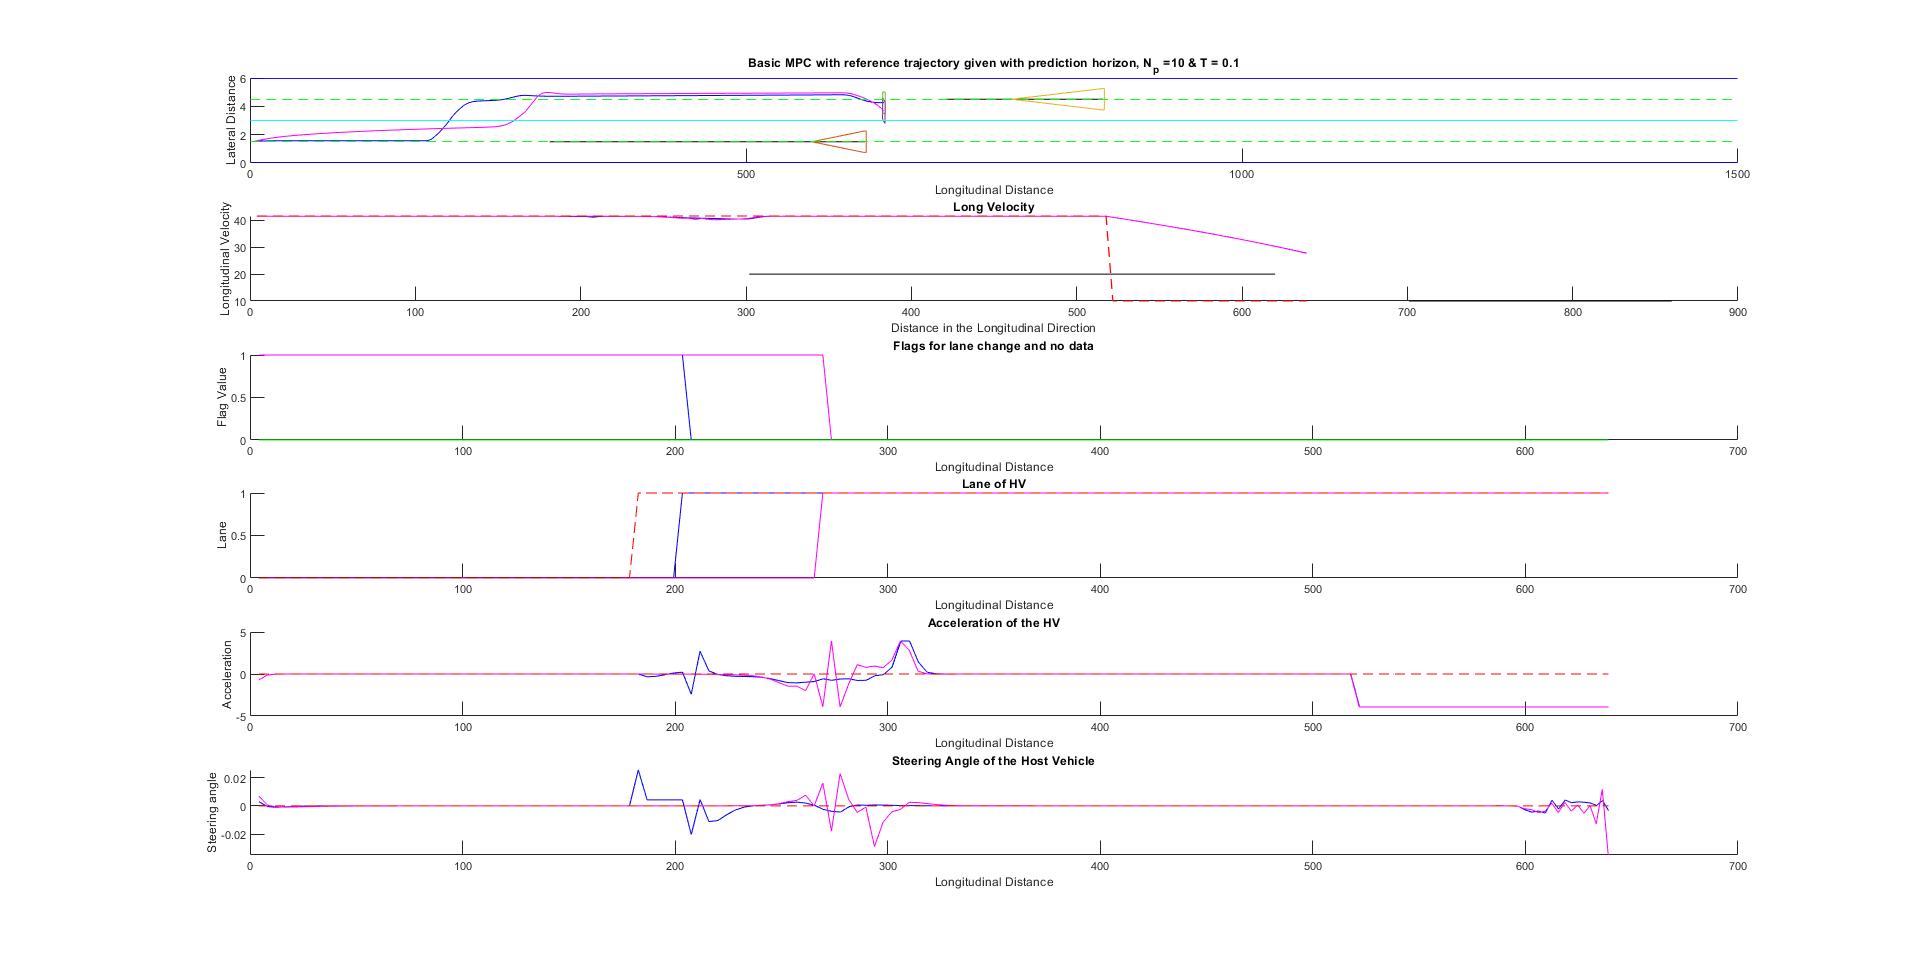 Basic MPC with reference trajectory given with prediction horizon, Np =10 & T = 0.1
Lateral Distance
6
4
2
0
0 500 1000 1500
Longitudinal Distance
Long Velocity
Longitudinal Velocity
40
30
20
10
0 100 200 300 400 500 600 700 800 900
Distance in the Longitudinal Direction
Flags for lane change and no data
Flag Value
1
0.5
0
0 100 200 300 400 500 600 700
Longitudinal Distance
Lane of HV
Lane
1
0.5
0
0 100 200 300 400 500 600 700
Longitudinal Distance
Acceleration of the HV
Acceleration
5
0
-5
0 100 200 300 400 500 600 700
Longitudinal Distance
Steering Angle of the Host Vehicle
Steering angle
0.02
0
-0.02
0 100 200 300 400 500 600 700
Longitudinal Distance